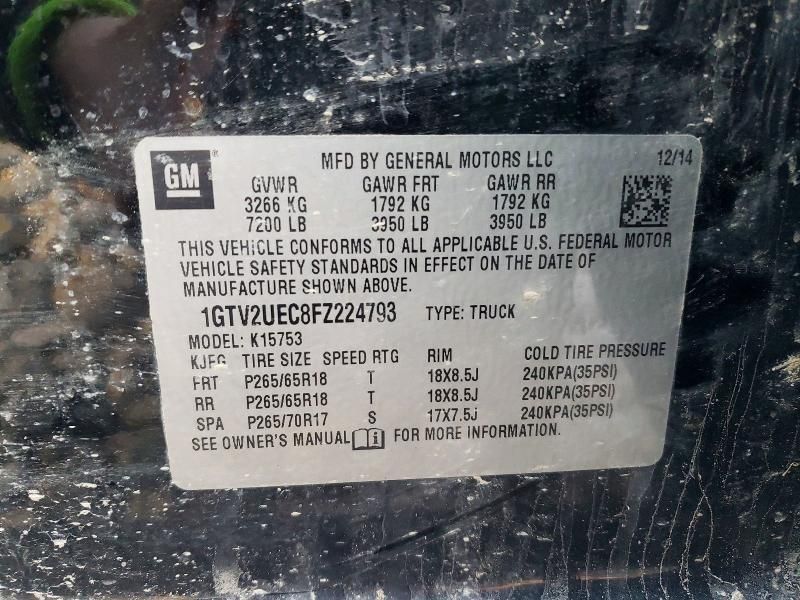 GM ®
MFD BY GENERAL MOTORS LLC 12/14
GVWR GAWR FRT GAWR RR
3266 KG 1792 KG 1792 KG
7200 LB 3950 LB 3950 LB
THIS VEHICLE CONFORMS TO ALL APPLICABLE U.S. FEDERAL MOTOR
VEHICLE SAFETY STANDARDS IN EFFECT ON THE DATE OF
MANUFACTURE SHOWN ABOVE.
1GTV2UEC8FZ224793 TYPE: TRUCK
MODEL: K15753
KJFG TIRE SIZE SPEED RTG RIM COLD TIRE PRESSURE
FRT P265/65R18 T 18X8.5J 240KPA(35PSI)
RR P265/65R18 T 18X8.5J 240KPA(35PSI)
SPA P265/70R17 S 17X7.5J 240KPA(35PSI)
SEE OWNER'S MANUAL FOR MORE INFORMATION.